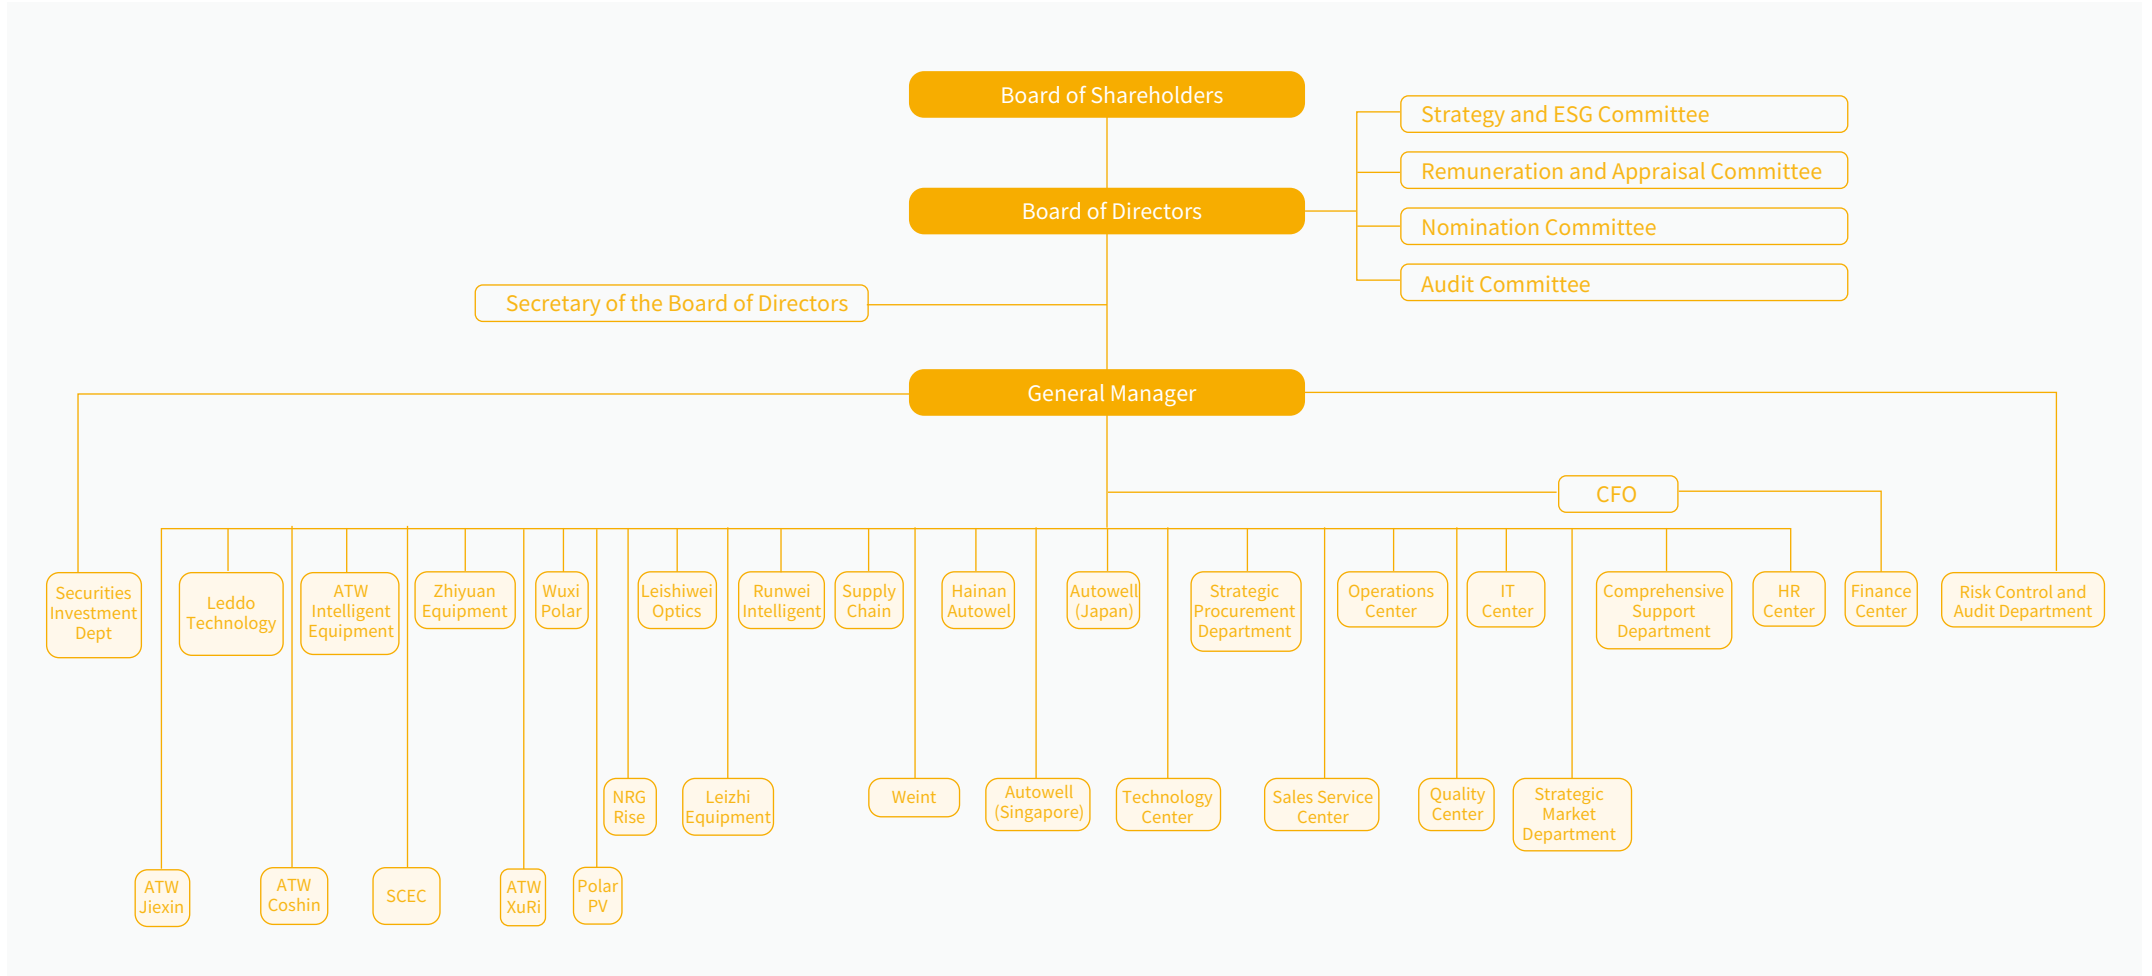 Board of Shareholders
Strategy and ESG Committee
Remuneration and Appraisal Committee
Board of Directors
Nomination Committee
Audit Committee
Secretary of the Board of Directors
General Manager
CFO
Securities
Investment
Dept
Leddo
Technology
ATW
Intelligent
Equipment
Zhiyuan
Equipment
Wuxi
Polar
Leishiwei
Optics
Runwei
Intelligent
Supply
Chain
Hainan
Autowel
Autowell
(Japan)
Strategic
Procurement
Department
Operations
Center
IT
Center
Comprehensive
Support
Department
HR
Center
Finance
Center
Risk Control and
Audit Department
NRG
Rise
Leizhi
Equipment
Weint
Autowell
(Singapore)
Technology
Center
Sales Service
Center
Quality
Center
Strategic
Market
Department
ATW
Jiexin
ATW
Coshin
SCEC
ATW
XuRi
Polar
PV